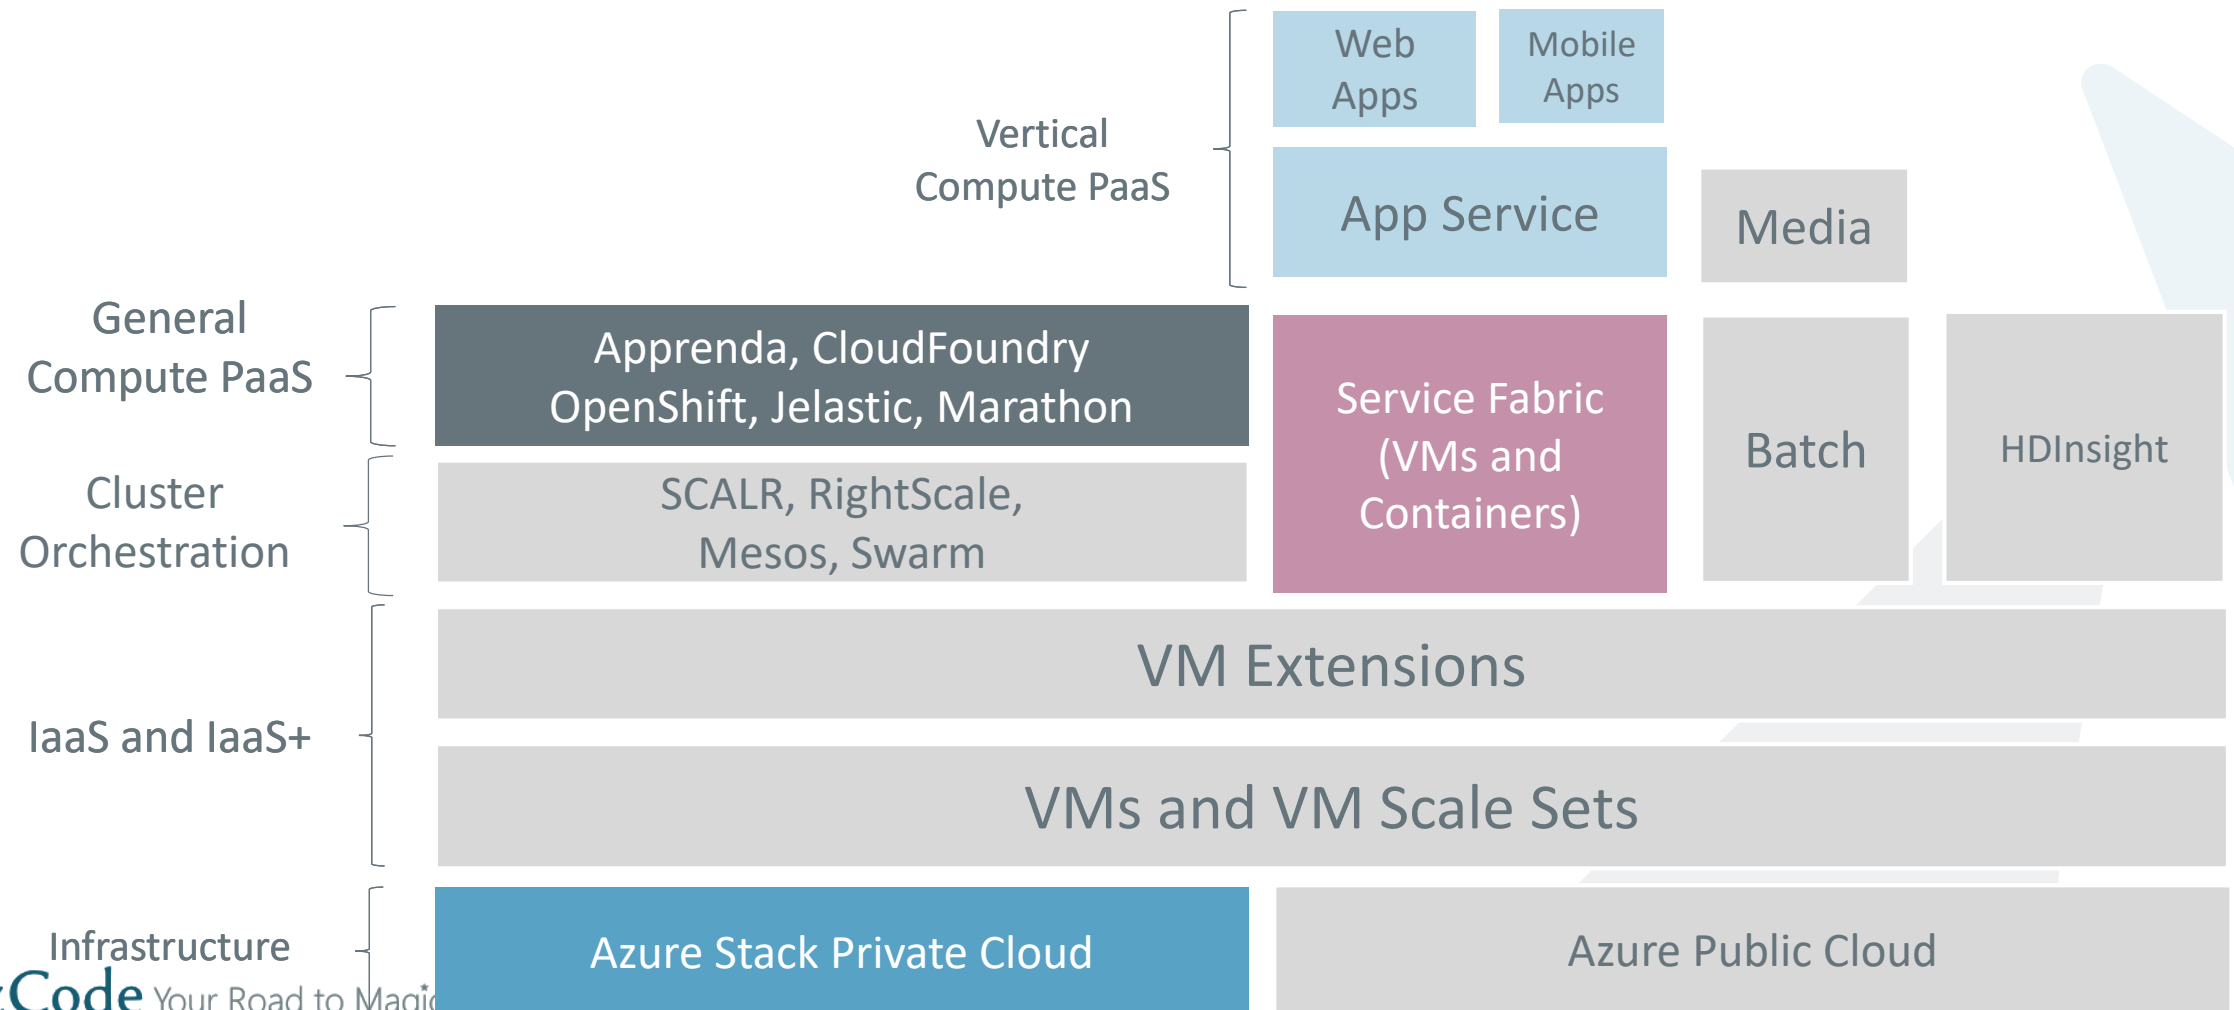 Web
Apps
Mobile
Apps
Vertical
Compute PaaS
App Service
Media
General
Compute PaaS
Apprenda, CloudFoundry
OpenShift, Jelastic, Marathon
Service Fabric
(VMs and
Containers)
Batch
HDInsight
Cluster
Orchestration
SCALR, RightScale,
Mesos, Swarm
VM Extensions
IaaS and IaaS+
VMs and VM Scale Sets
Infrastructure
Azure Stack Private Cloud
Azure Public Cloud
Code Your Road to